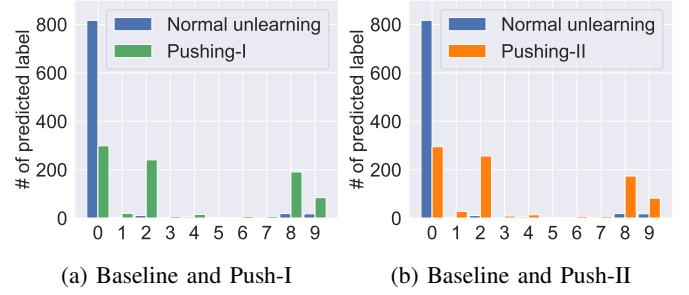 # of predicted label
800
600
400
200
0
Normal unlearning
Pushing-I
0 1 2 3 4 5 6 7 8 9
(a) Baseline and Push-I
# of predicted label
800
600
400
200
0
Normal unlearning
Pushing-II
0 1 2 3 4 5 6 7 8 9
(b) Baseline and Push-II